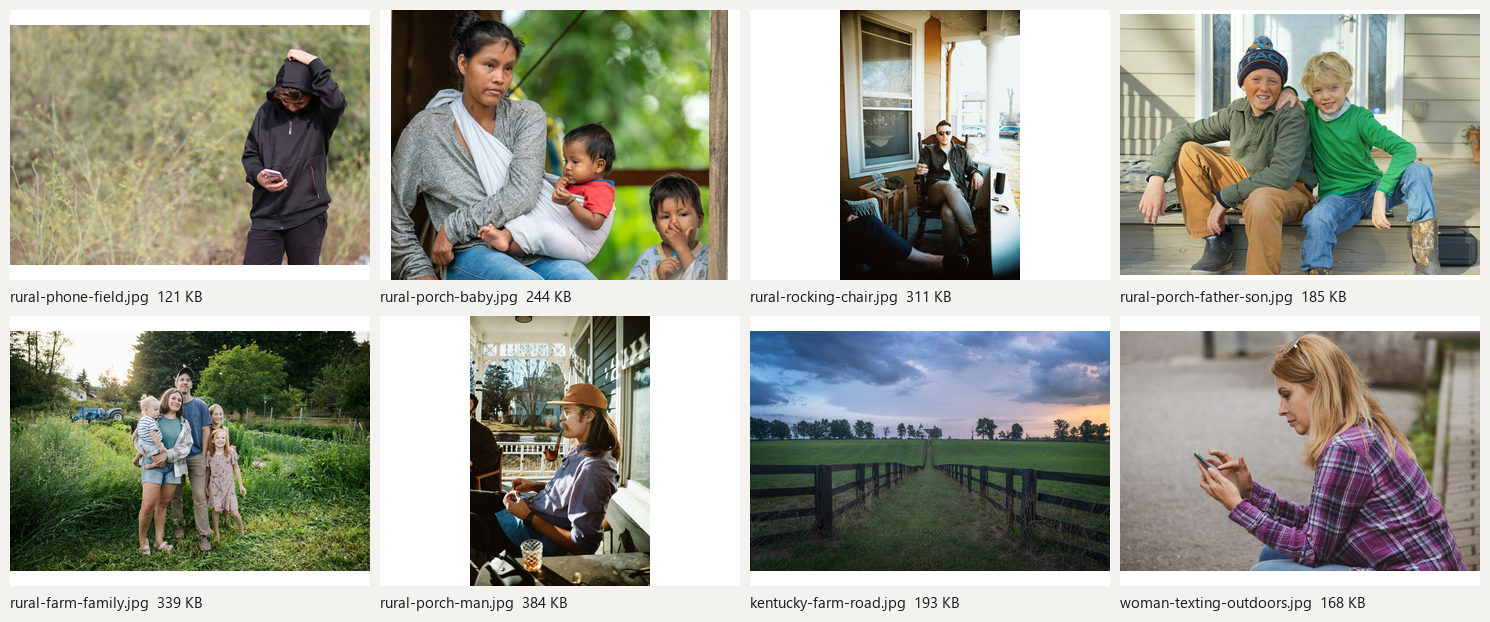 rural-phone-field.jpg 121 KB
rural-porch-baby.jpg 244 KB
rural-rocking-chair.jpg 311 KB
rural-porch-father-son.jpg 185 KB
rural-farm-family.jpg 339 KB
rural-porch-man.jpg 384 KB
kentucky-farm-road.jpg 193 KB
woman-texting-outdoors.jpg 168 KB